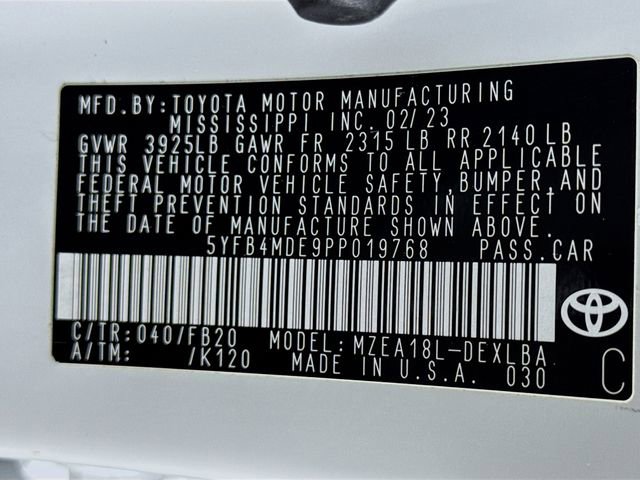 MFD.BY:TOYOTA MOTOR MANUFACTURING
MISSISSIPPI INC. 02/23
GVWR 3925LB GAWR FR 2315 LB RR 2140 LB
THIS VEHICLE CONFORMS TO ALL APPLICABLE
FEDERAL MOTOR VEHICLE SAFETY,BUMPER,AND
THEFT PREVENTION STANDARDS IN EFFECT ON
THE DATE OF MANUFACTURE SHOWN ABOVE.
5YFB4MDE9PP019768 PASS.CAR
C/TR:040/FB20 MODEL:MZEA18L-DEXLBA
A/TM: /K120 MADE IN U.S.A. 030 C